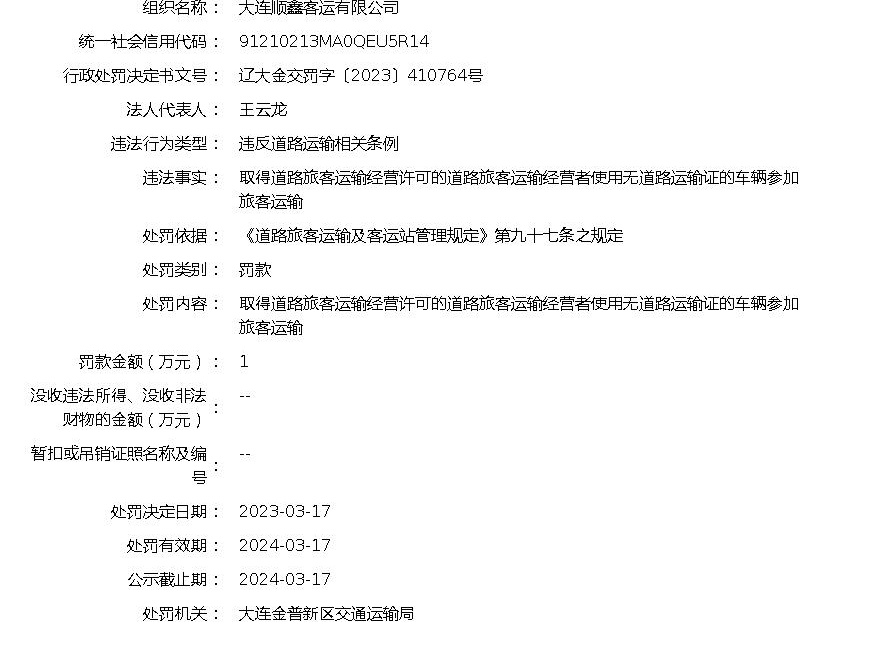 组织名称： 大连顺鑫客运有限公司
统一社会信用代码： 91210213MA0QEU5R14
行政处罚决定书文号： 辽大金交罚字〔2023〕410764号
法人代表人： 王云龙
违法行为类型： 违反道路运输相关条例
违法事实： 取得道路旅客运输经营许可的道路旅客运输经营者使用无道路运输证的车辆参加
旅客运输
处罚依据： 《道路旅客运输及客运站管理规定》第九十七条之规定
处罚类别： 罚款
处罚内容： 取得道路旅客运输经营许可的道路旅客运输经营者使用无道路运输证的车辆参加
旅客运输
罚款金额（万元）： 1
没收违法所得、没收非法
财物的金额（万元）： --
暂扣或吊销证照名称及编
号： --
处罚决定日期： 2023-03-17
处罚有效期： 2024-03-17
公示截止期： 2024-03-17
处罚机关： 大连金普新区交通运输局